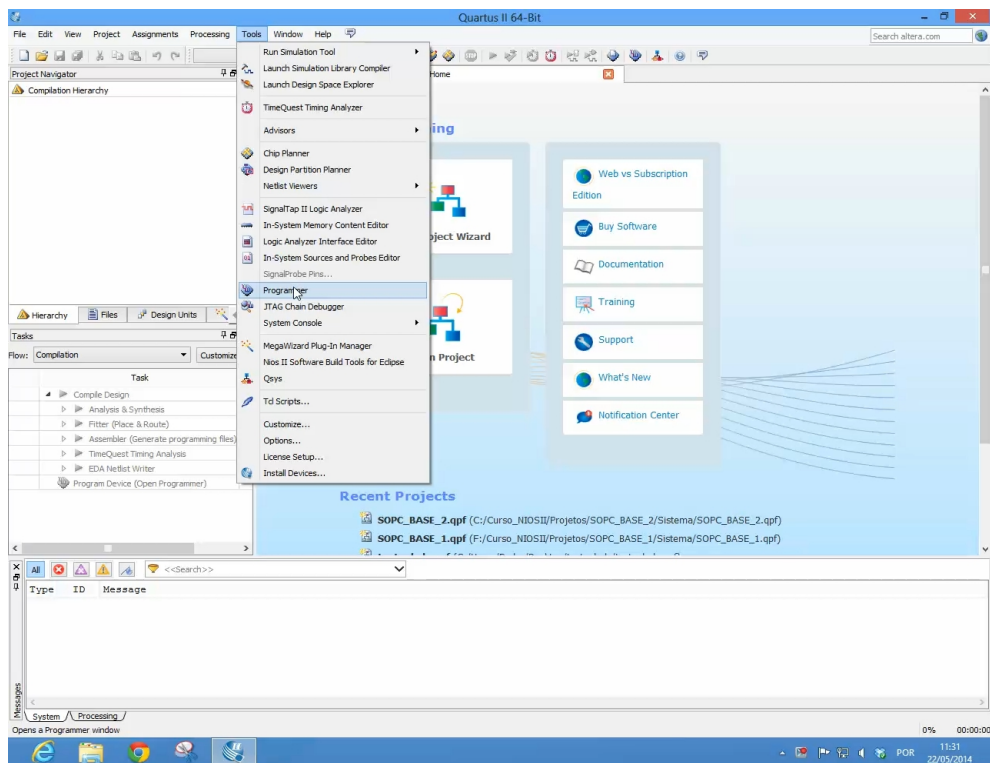 Quartus II 64-Bit
File Edit View Project Assignments Processing Tools Window Help
Search altera.com
Project Navigator
Compilation Hierarchy
Hierarchy Files Design Units
Tasks
Flow: Compilation Customize
Task
Compile Design
Analysis & Synthesis
Fitter (Place & Route)
Assembler (Generate programming files)
TimeQuest Timing Analysis
EDA Netlist Writer
Program Device (Open Programmer)
Run Simulation Tool
Launch Simulation Library Compiler
Launch Design Space Explorer
TimeQuest Timing Analyzer
Advisors
Chip Planner
Design Partition Planner
Netlist Viewers
SignalTap II Logic Analyzer
In-System Memory Content Editor
Logic Analyzer Interface Editor
In-System Sources and Probes Editor
SignalProbe Pins...
Programmer
JTAG Chain Debugger
System Console
MegaWizard Plug-In Manager
Nios II Software Build Tools for Eclipse
Qsys
Tcl Scripts...
Customize...
Options...
License Setup...
Install Devices...
Home
ing
ject Wizard
n Project
Web vs Subscription
Edition
Buy Software
Documentation
Training
Support
What's New
Notification Center
Recent Projects
SOPC_BASE_2.qpf (C:/Curso_NIOSII/Projetos/SOPC_BASE_2/Sistema/SOPC_BASE_2.qpf)
SOPC_BASE_1.qpf (F:/Curso_NIOSII/Projetos/SOPC_BASE_1/Sistema/SOPC_BASE_1.qpf)
All <<Search>>
Type ID Message
Messages
System Processing
Opens a Programmer window
0% 00:00:00
POR
11:31
22/05/2014